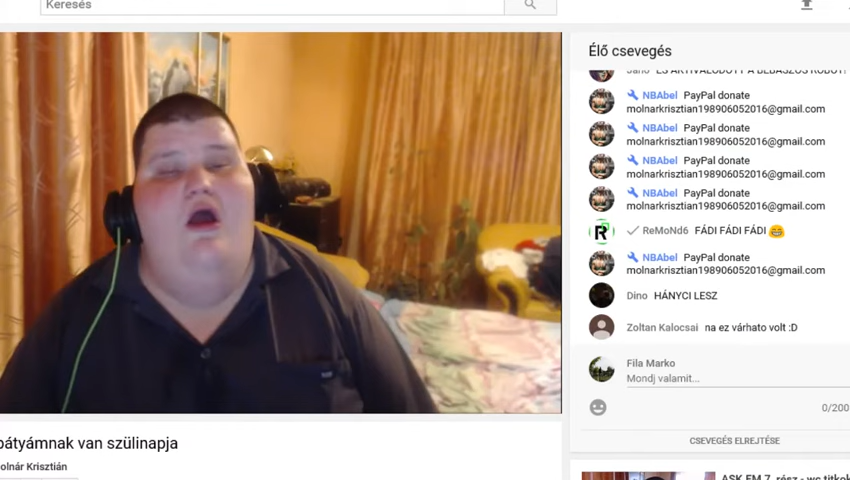 Keresés
Élő csevegés
NBAbel PayPal donate
molnarkrisztian198906052016@gmail.com
NBAbel PayPal donate
molnarkrisztian198906052016@gmail.com
NBAbel PayPal donate
molnarkrisztian198906052016@gmail.com
NBAbel PayPal donate
molnarkrisztian198906052016@gmail.com
ReMoNd6 FÁDI FÁDI FÁDI 😁
NBAbel PayPal donate
molnarkrisztian198906052016@gmail.com
Dino HÁNYCI LESZ
Zoltan Kalocsai na ez várhato volt :D
Fila Marko
Mondj valamit...
0/200
CSEVEGÉS ELREJTÉSE
bátyámnak van szülinapja
olnár Krisztián
ASK.FM 7. rész - wc titkok